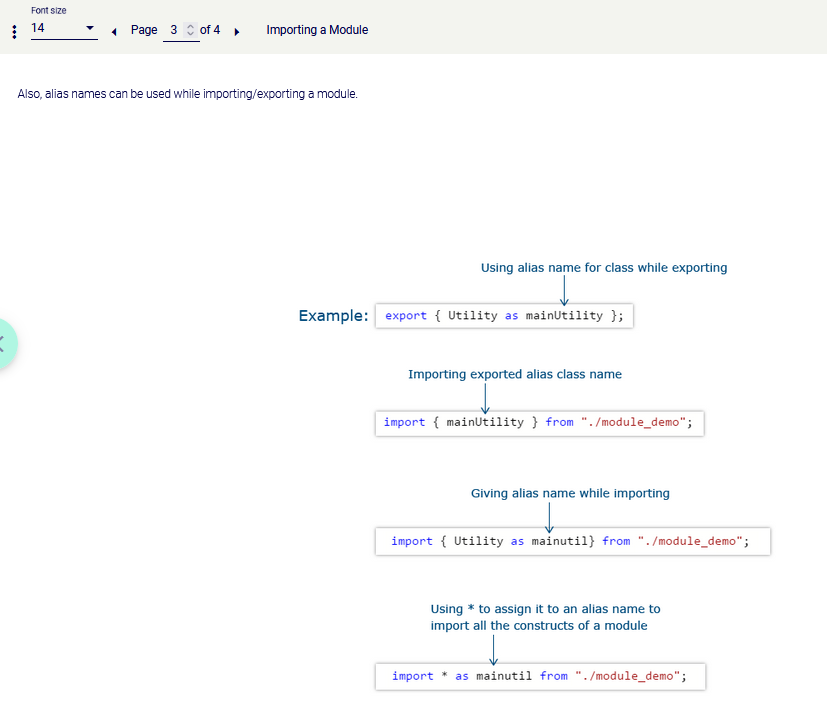 Font size
14
Page 3 of 4
Importing a Module
Also, alias names can be used while importing/exporting a module.
Using alias name for class while exporting
Example:
export { Utility as mainUtility };
Importing exported alias class name
import { mainUtility } from "./module_demo";
Giving alias name while importing
import { Utility as mainutil} from "./module_demo";
Using * to assign it to an alias name to
import all the constructs of a module
import * as mainutil from "./module_demo";